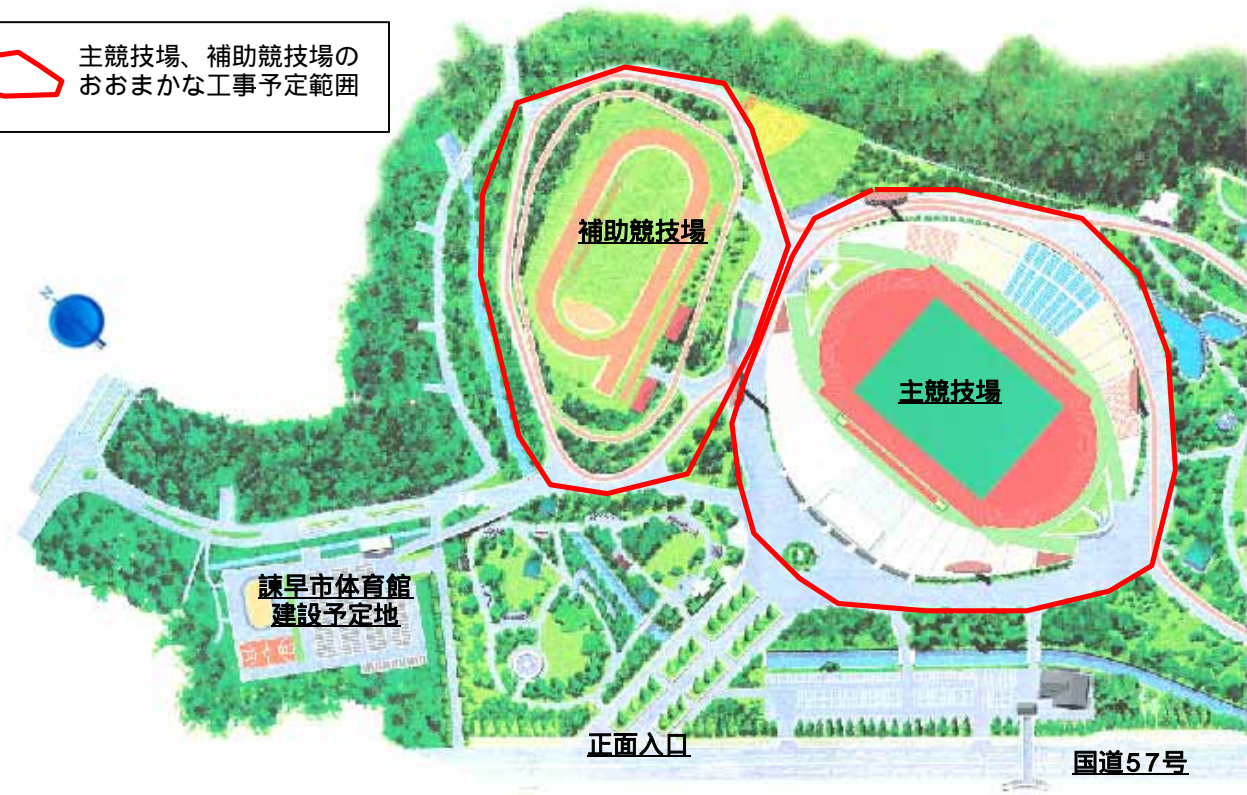 主競技場、補助競技場の
おおまかな工事予定範囲
補助競技場
主競技場
諫早市体育館
建設予定地
正面入口
国道57号